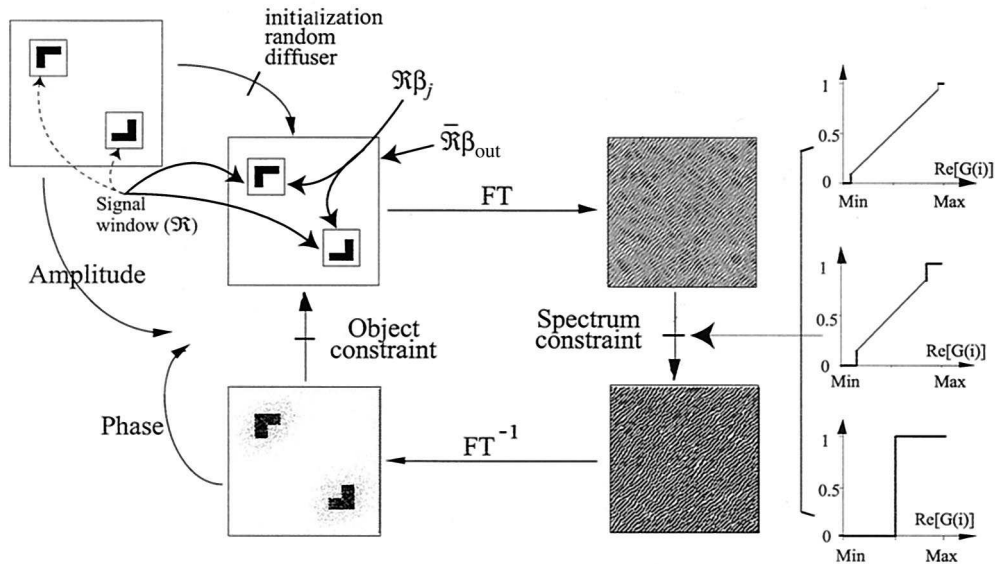 initialization
random
diffuser
ℜβj
ℜ̄βout
Signal
window (ℜ)
FT
Amplitude
Object
constraint
Spectrum
constraint
Phase
FT⁻¹
1
0.5
0
Re[G(i)]
Min Max
1
0.5
0
Re[G(i)]
Min Max
1
0.5
0
Re[G(i)]
Min Max